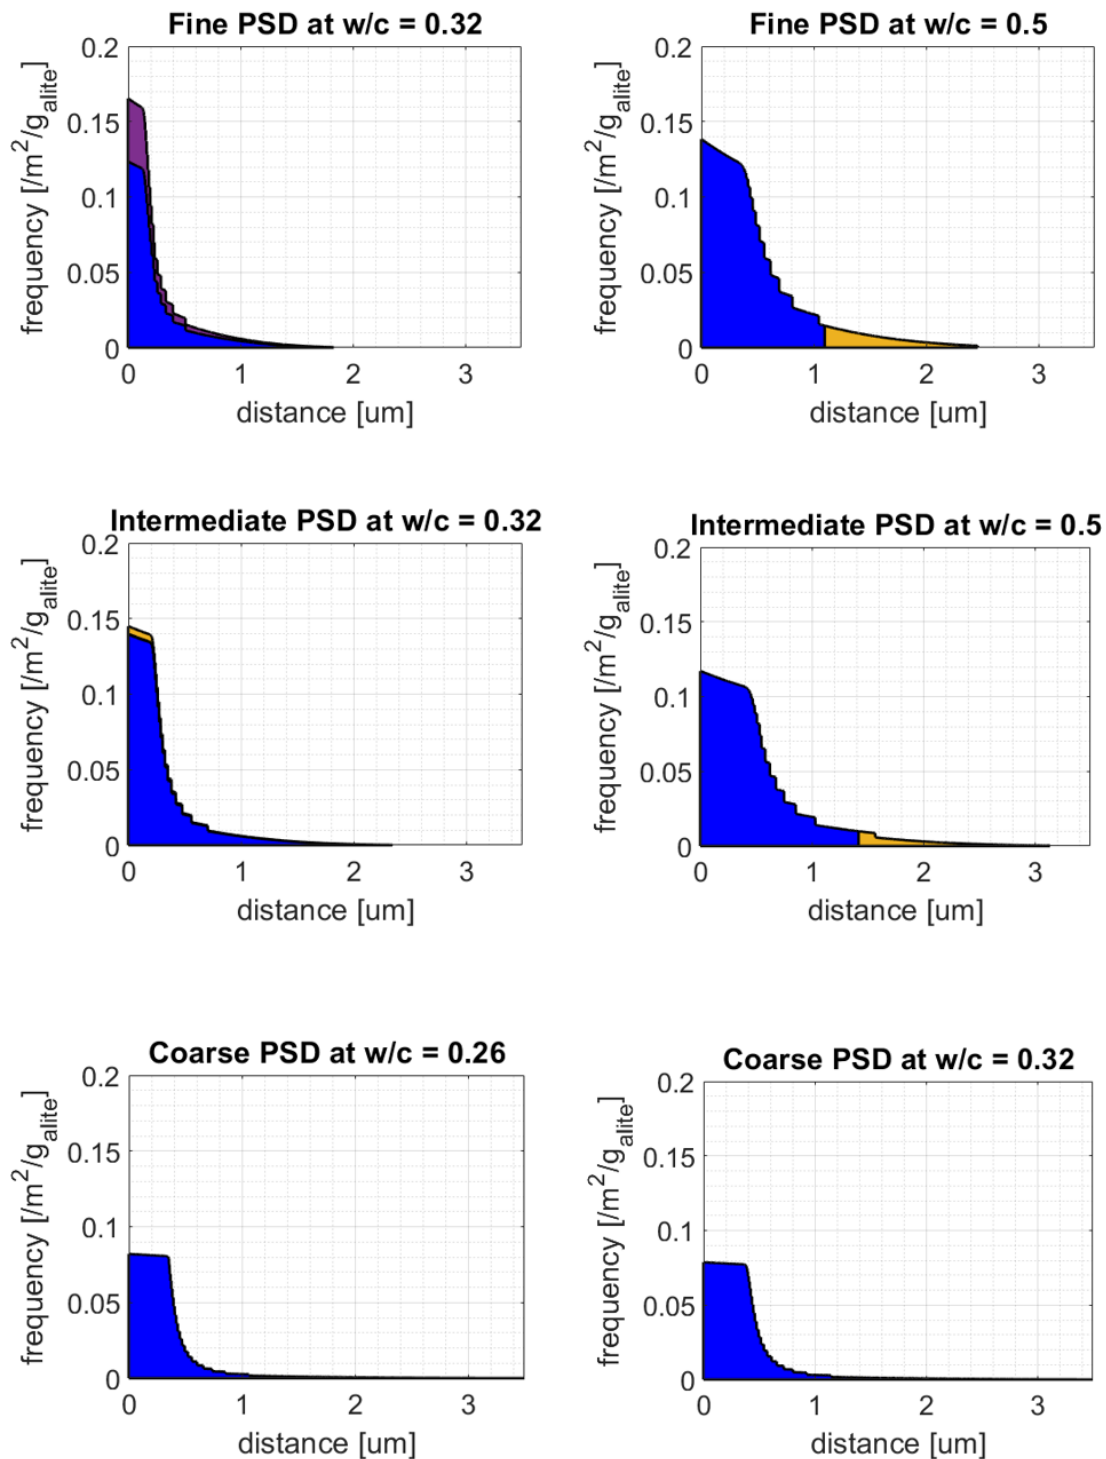 Fine PSD at w/c = 0.32
frequency [/m²/g_alite]
0.2
0.15
0.1
0.05
0
0 1 2 3
distance [um]
Fine PSD at w/c = 0.5
frequency [/m²/g_alite]
0.2
0.15
0.1
0.05
0
0 1 2 3
distance [um]
Intermediate PSD at w/c = 0.32
frequency [/m²/g_alite]
0.2
0.15
0.1
0.05
0
0 1 2 3
distance [um]
Intermediate PSD at w/c = 0.5
frequency [/m²/g_alite]
0.2
0.15
0.1
0.05
0
0 1 2 3
distance [um]
Coarse PSD at w/c = 0.26
frequency [/m²/g_alite]
0.2
0.15
0.1
0.05
0
0 1 2 3
distance [um]
Coarse PSD at w/c = 0.32
frequency [/m²/g_alite]
0.2
0.15
0.1
0.05
0
0 1 2 3
distance [um]